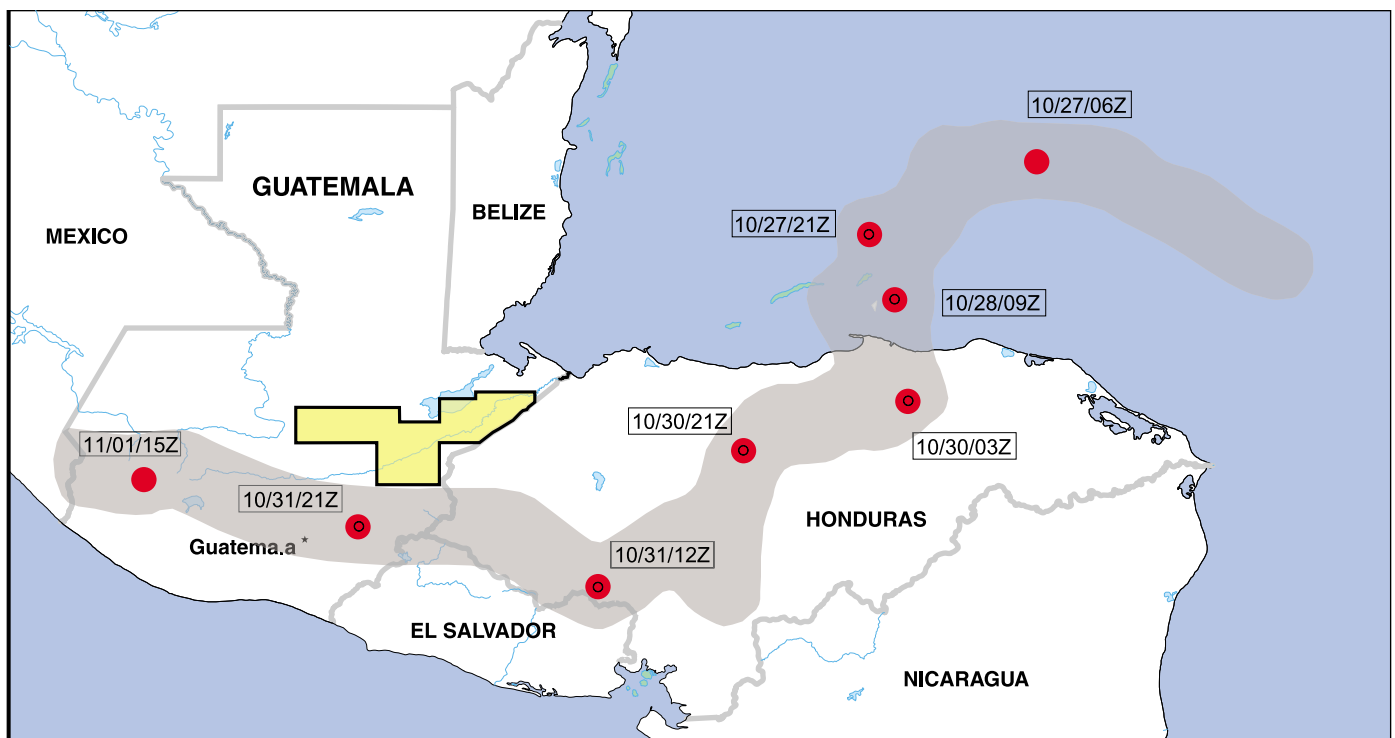 10/27/06Z
GUATEMALA
BELIZE
10/27/21Z
MEXICO
10/28/09Z
10/30/21Z
11/01/15Z
10/30/03Z
10/31/21Z
HONDURAS
Guatema.a *
10/31/12Z
EL SALVADOR
NICARAGUA